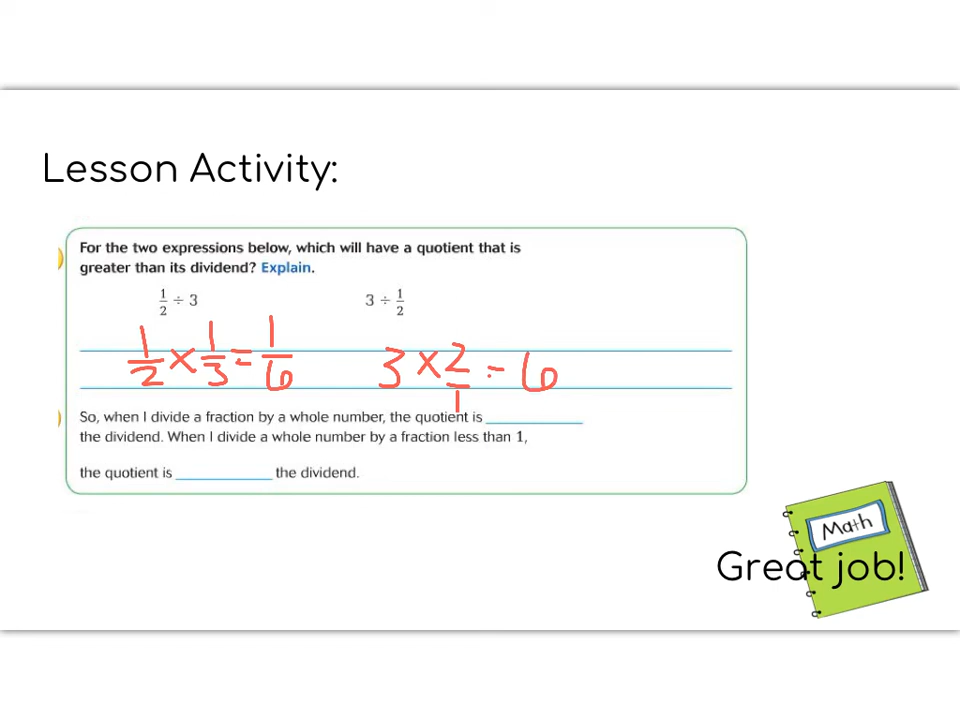 Lesson Activity:
For the two expressions below, which will have a quotient that is
greater than its dividend? Explain.
1/2 ÷ 3 3 ÷ 1/2
1/2 × 1/3 = 1/6 3 × 2/1 = 6
So, when I divide a fraction by a whole number, the quotient is ____________
the dividend. When I divide a whole number by a fraction less than 1,
the quotient is ____________ the dividend.
Math
Great job!